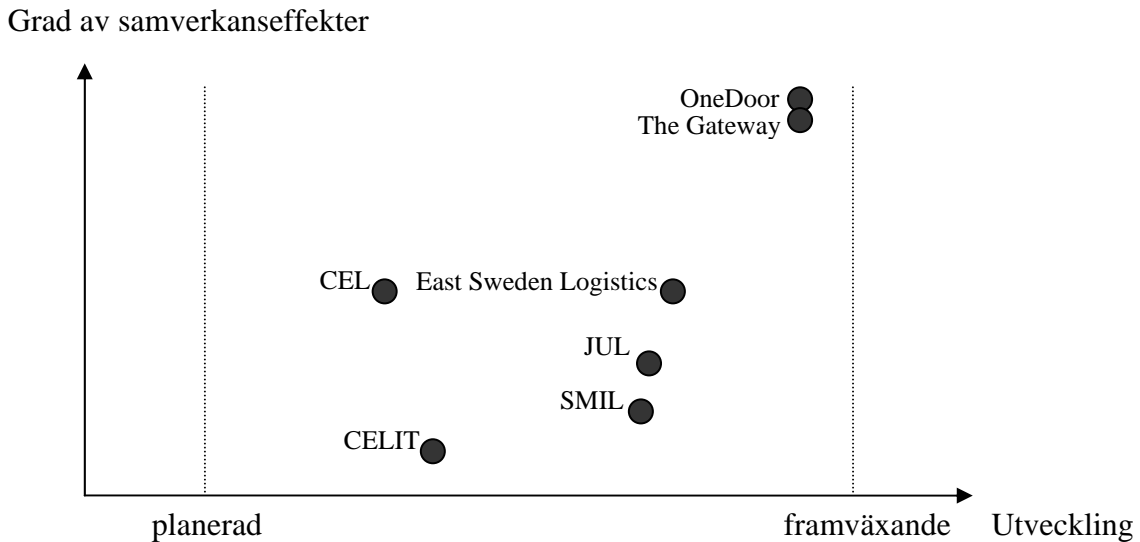 Grad av samverkanseffekter
OneDoor
The Gateway
CEL
East Sweden Logistics
JUL
SMIL
CELIT
planerad
framväxande
Utveckling